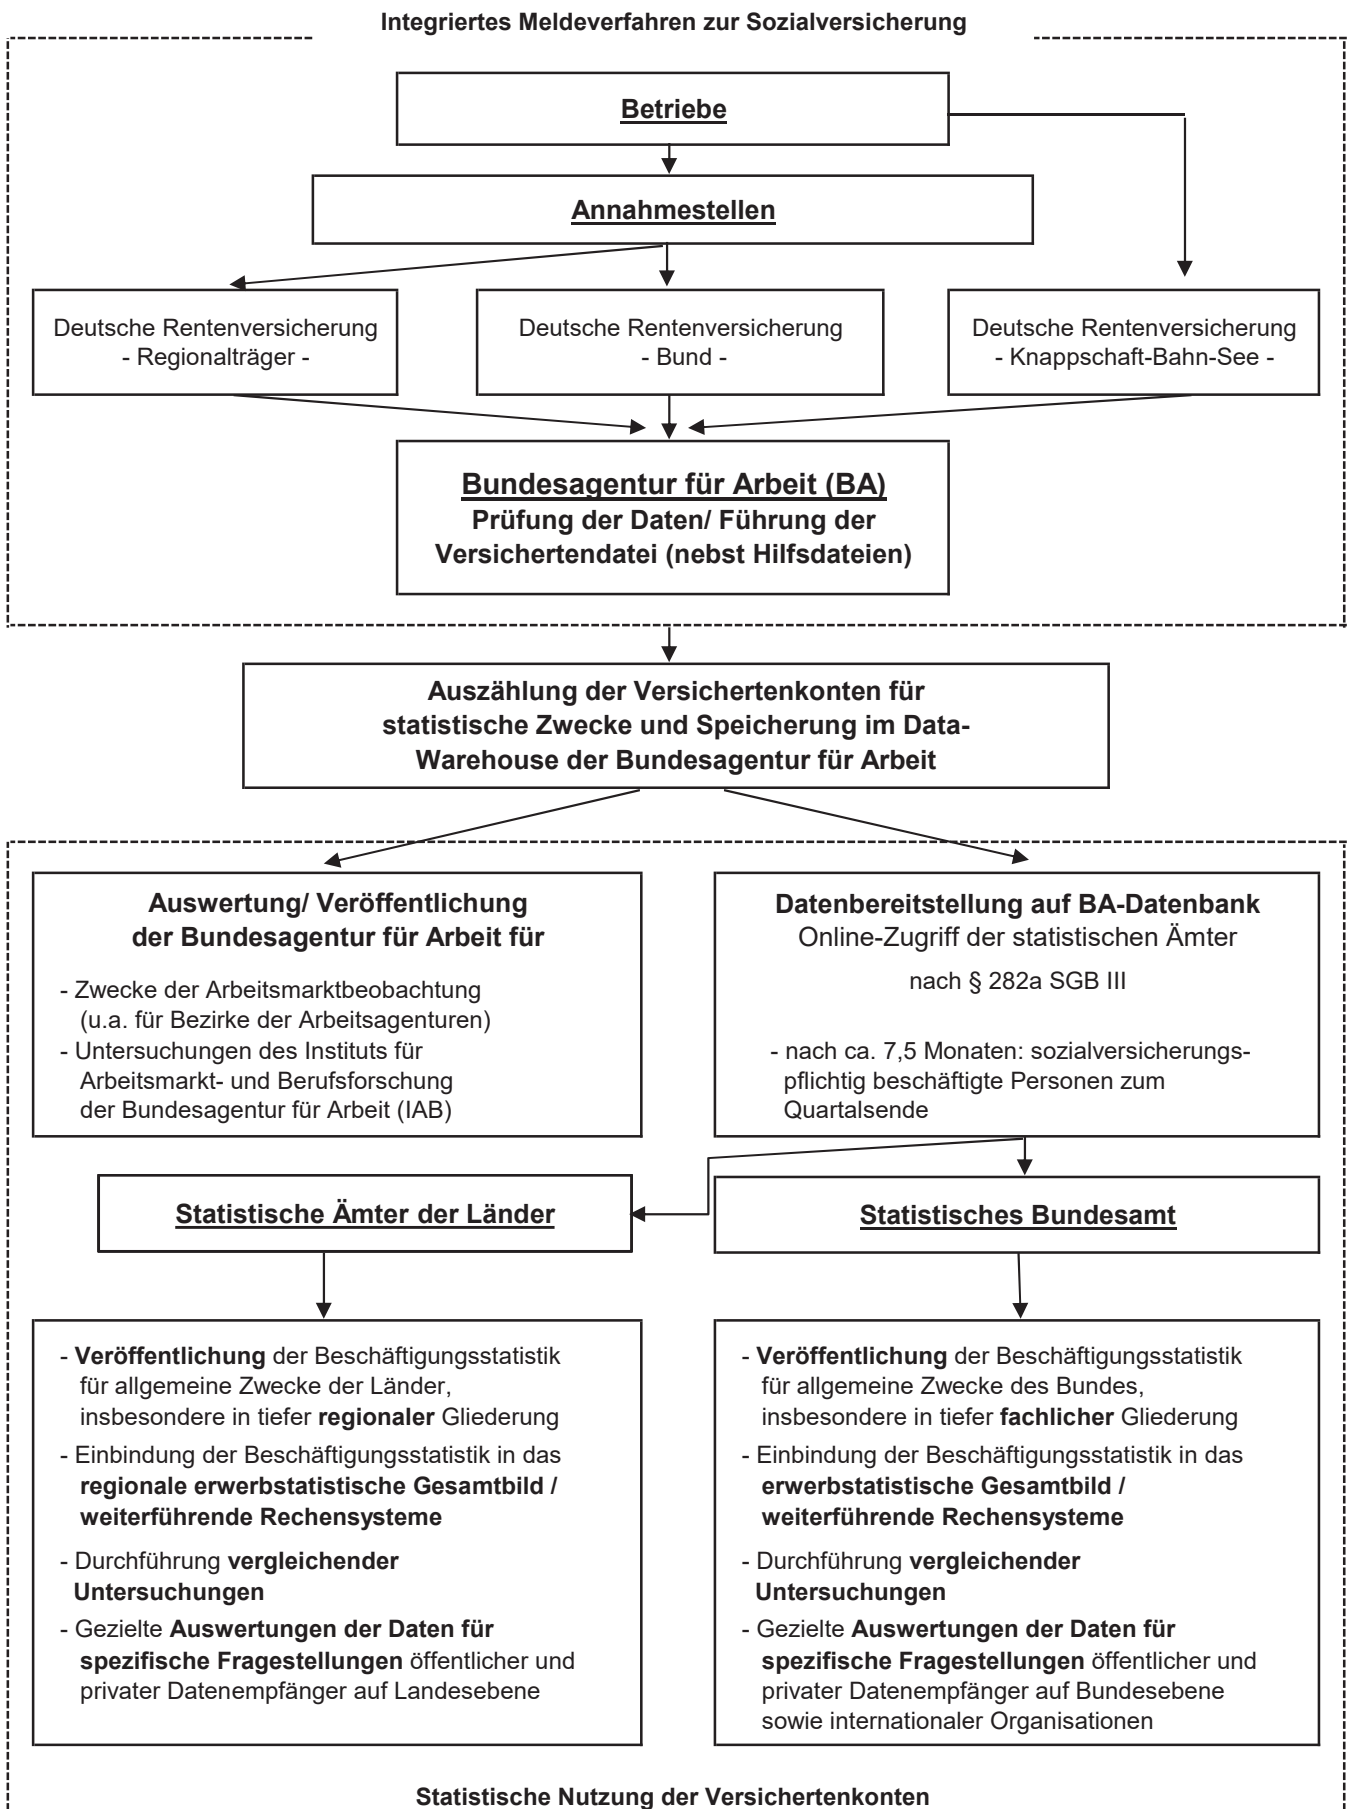 Integriertes Meldeverfahren zur Sozialversicherung
Betriebe
Annahmestellen
Deutsche Rentenversicherung
- Regionalträger -
Deutsche Rentenversicherung
- Bund -
Deutsche Rentenversicherung
- Knappschaft-Bahn-See -
Bundesagentur für Arbeit (BA)
Prüfung der Daten/ Führung der
Versichertendatei (nebst Hilfsdateien)
Auszählung der Versichertenkonten für
statistische Zwecke und Speicherung im Data-
Warehouse der Bundesagentur für Arbeit
Auswertung/ Veröffentlichung
der Bundesagentur für Arbeit für
- Zwecke der Arbeitsmarktbeobachtung
(u.a. für Bezirke der Arbeitsagenturen)
- Untersuchungen des Instituts für
Arbeitsmarkt- und Berufsforschung
der Bundesagentur für Arbeit (IAB)
Datenbereitstellung auf BA-Datenbank
Online-Zugriff der statistischen Ämter
nach § 282a SGB III
- nach ca. 7,5 Monaten: sozialversicherungs-
pflichtig beschäftigte Personen zum
Quartalsende
Statistische Ämter der Länder
Statistisches Bundesamt
- Veröffentlichung der Beschäftigungsstatistik
für allgemeine Zwecke der Länder,
insbesondere in tiefer regionaler Gliederung
- Einbindung der Beschäftigungsstatistik in das
regionale erwerbstatistische Gesamtbild /
weiterführende Rechensysteme
- Durchführung vergleichender
Untersuchungen
- Gezielte Auswertungen der Daten für
spezifische Fragestellungen öffentlicher und
privater Datenempfänger auf Landesebene
- Veröffentlichung der Beschäftigungsstatistik
für allgemeine Zwecke des Bundes,
insbesondere in tiefer fachlicher Gliederung
- Einbindung der Beschäftigungsstatistik in das
erwerbstatistische Gesamtbild /
weiterführende Rechensysteme
- Durchführung vergleichender
Untersuchungen
- Gezielte Auswertungen der Daten für
spezifische Fragestellungen öffentlicher und
privater Datenempfänger auf Bundesebene
sowie internationaler Organisationen
Statistische Nutzung der Versichertenkonten